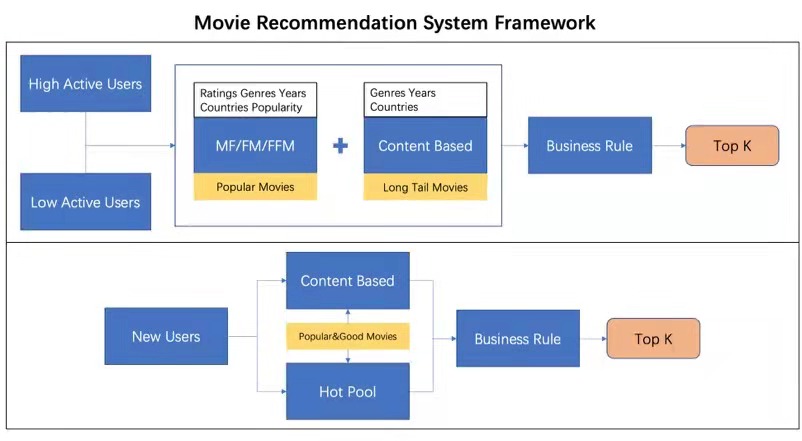 Movie Recommendation System Framework
High Active Users
Low Active Users
Ratings Genres Years
Countries Popularity
MF/FM/FFM
Popular Movies
Genres Years
Countries
Content Based
Long Tail Movies
Business Rule
Top K
New Users
Content Based
Popular&Good Movies
Hot Pool
Business Rule
Top K